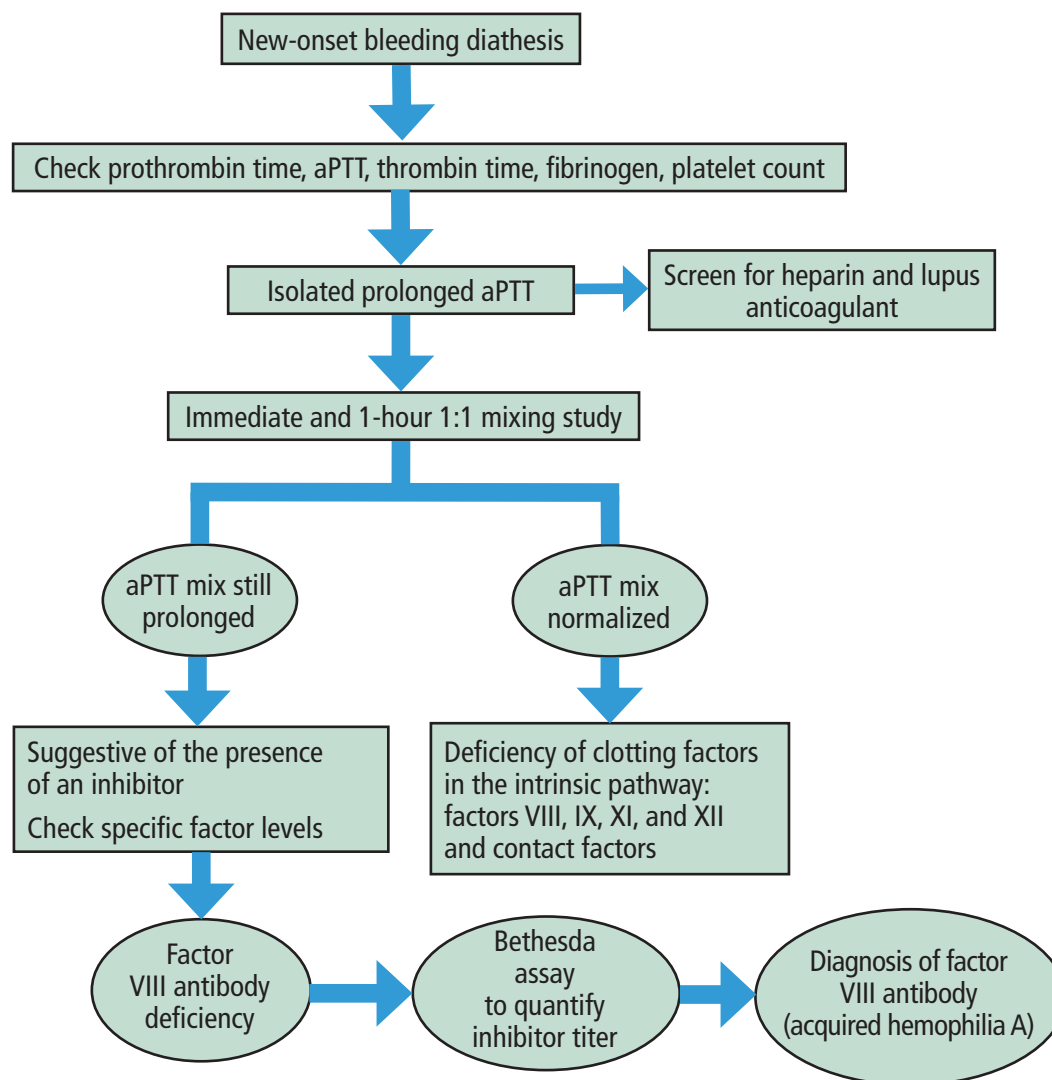 New-onset bleeding diathesis
Check prothrombin time, aPTT, thrombin time, fibrinogen, platelet count
Isolated prolonged aPTT
Screen for heparin and lupus
anticoagulant
Immediate and 1-hour 1:1 mixing study
aPTT mix still
prolonged
aPTT mix
normalized
Suggestive of the presence
of an inhibitor
Check specific factor levels
Deficiency of clotting factors
in the intrinsic pathway:
factors VIII, IX, XI, and XII
and contact factors
Factor
VIII antibody
deficiency
Bethesda
assay
to quantify
inhibitor titer
Diagnosis of factor
VIII antibody
(acquired hemophilia A)